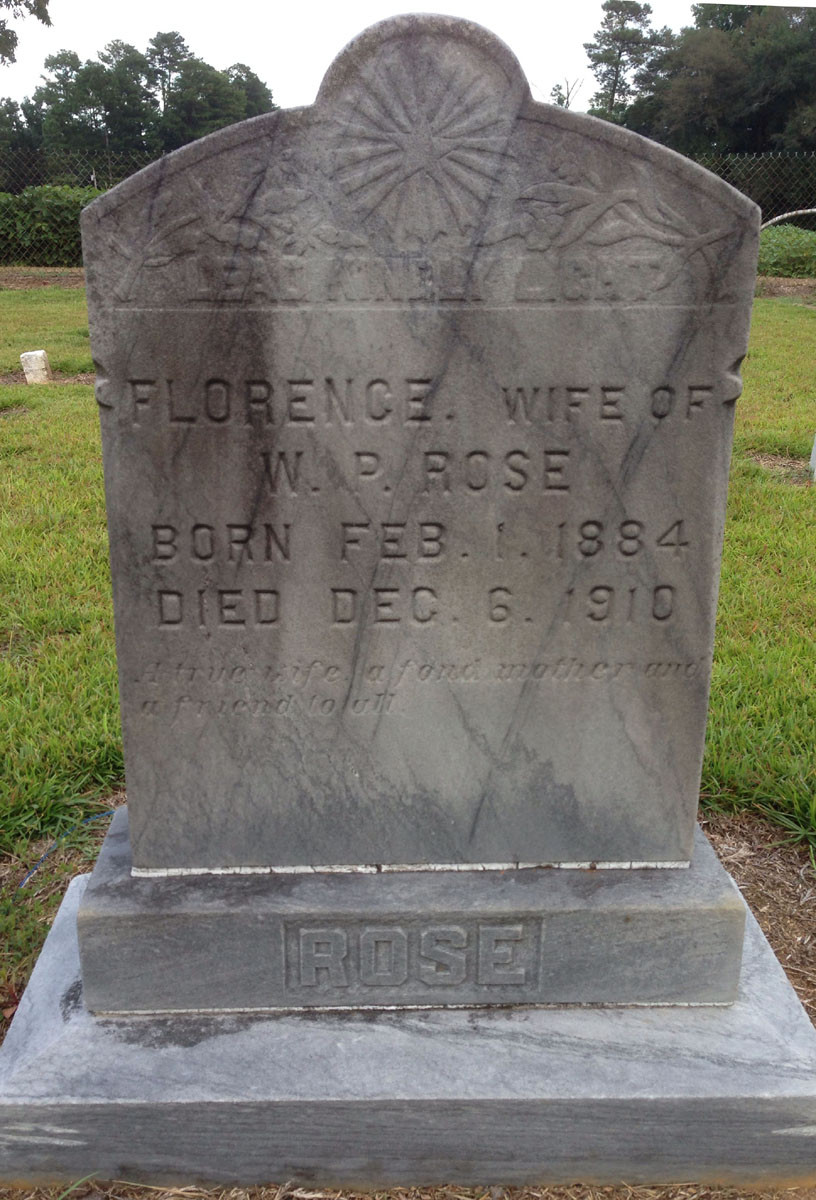 LEAD KINDLY LIGHT
FLORENCE. WIFE OF
W. P. ROSE
BORN FEB. 1. 1884
DIED DEC. 6. 1910
A true wife, a fond mother and
a friend to all.
ROSE